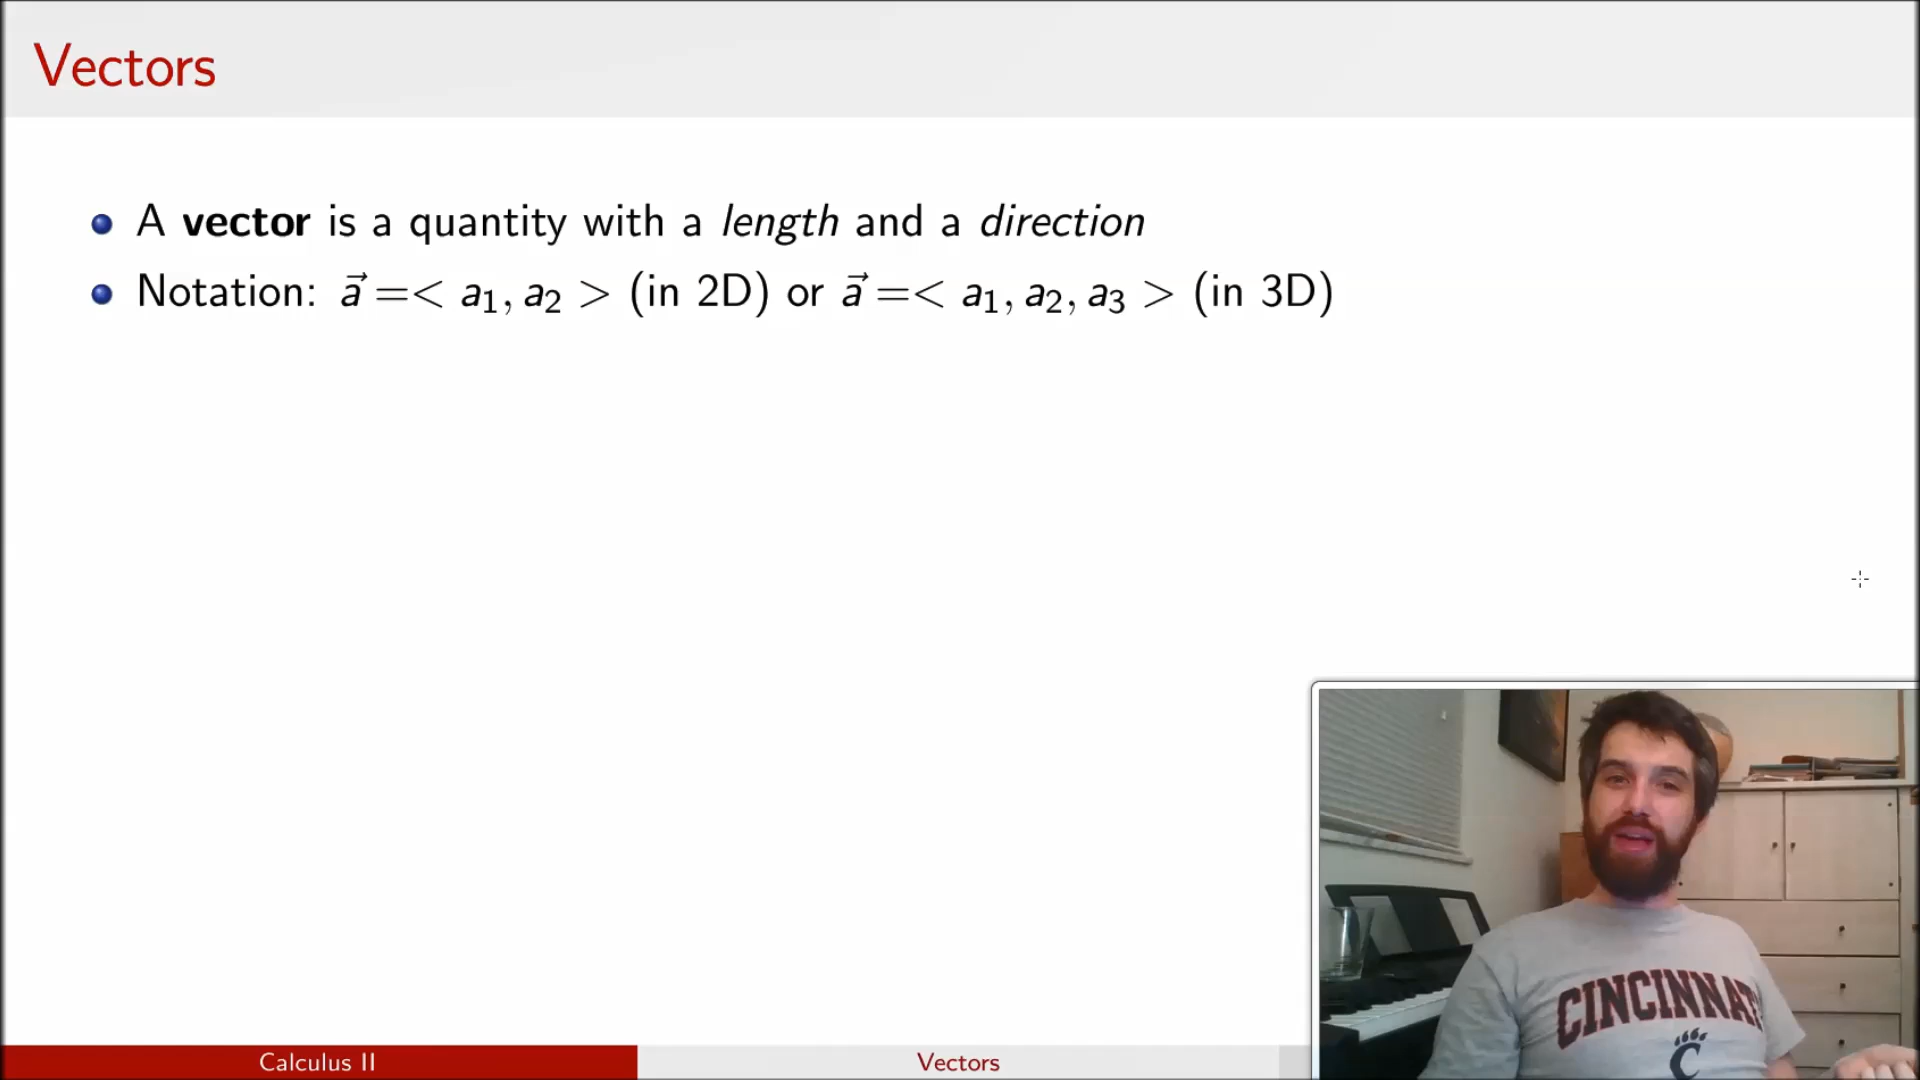 Vectors
A vector is a quantity with a length and a direction
Notation: a⃗ =< a₁, a₂ > (in 2D) or a⃗ =< a₁, a₂, a₃ > (in 3D)
CINCINNAT
C
Calculus II
Vectors